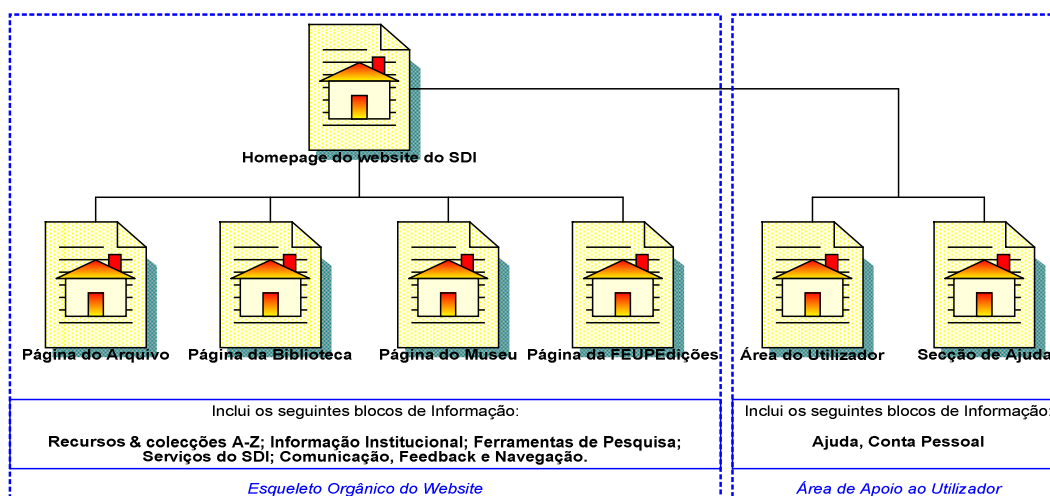 Homepage do website do SDI
Página do Arquivo
Página da Biblioteca
Página do Museu
Página da FEUPEdições
Área do Utilizador
Secção de Ajuda
Inclui os seguintes blocos de Informação:
Recursos & colecções A-Z; Informação Institucional; Ferramentas de Pesquisa;
Serviços do SDI; Comunicação, Feedback e Navegação.
Esqueleto Orgânico do Website
Inclui os seguintes blocos de Informação:
Ajuda, Conta Pessoal
Área de Apoio ao Utilizador